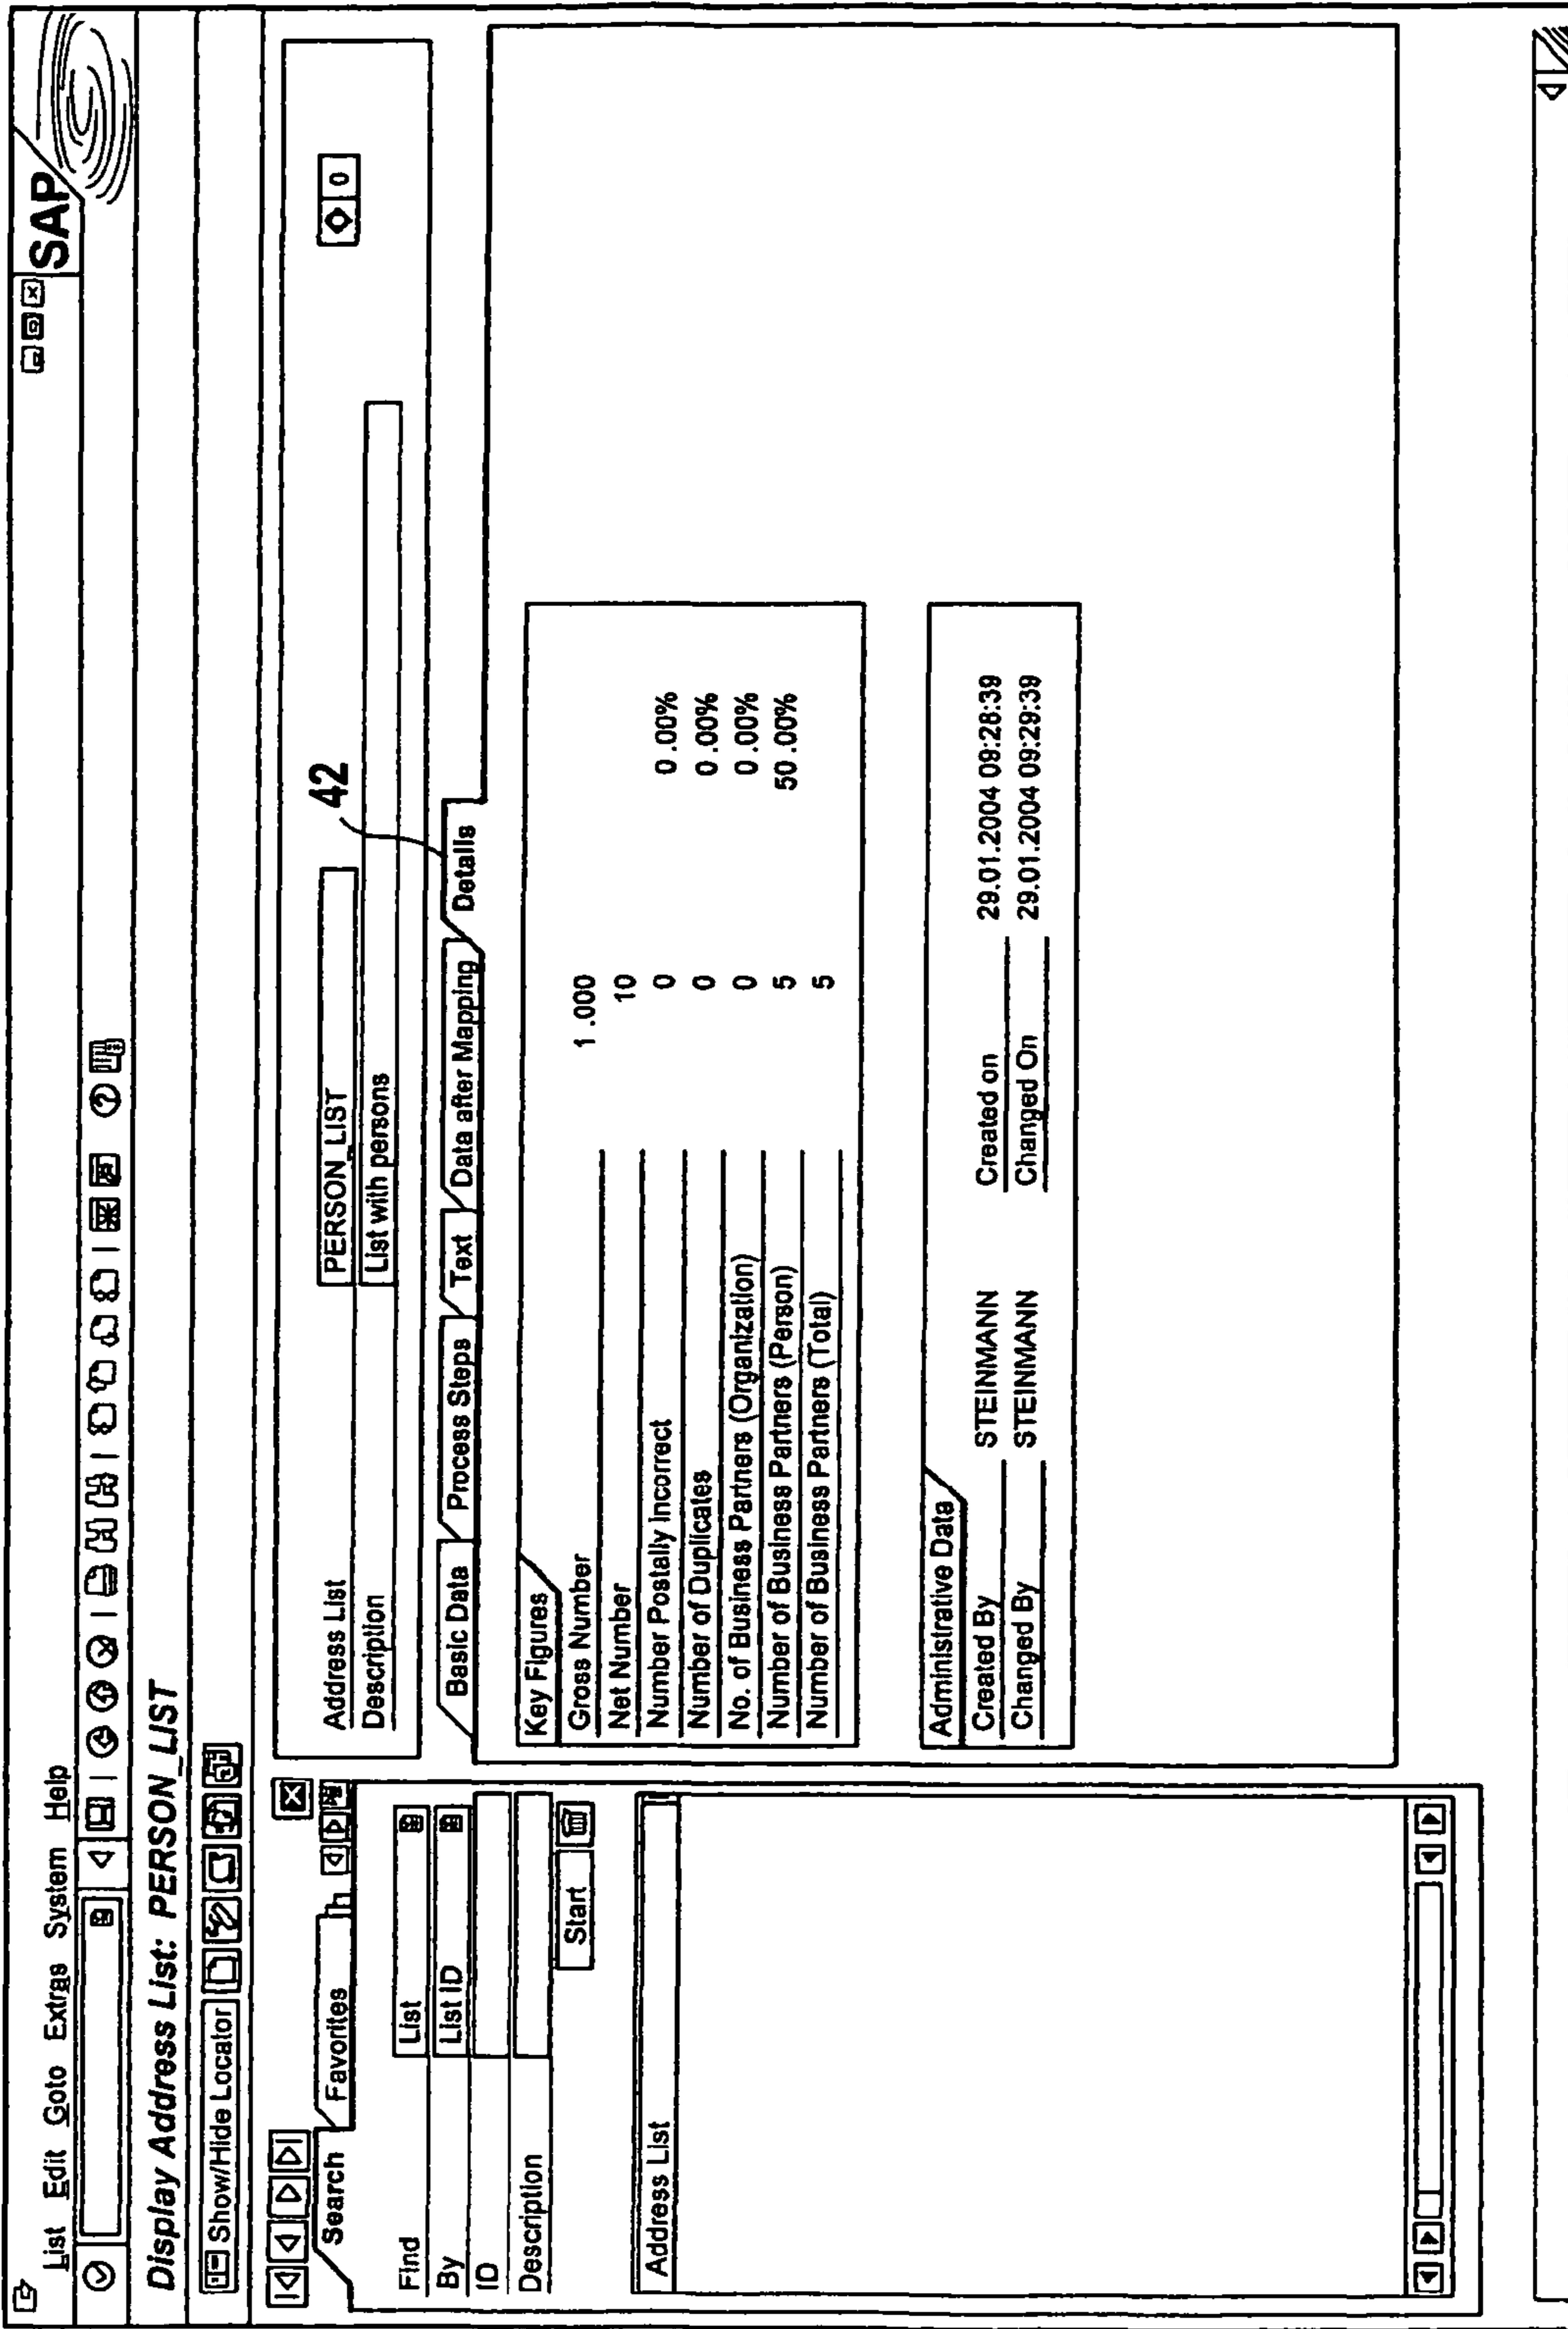 SAP
List Edit Goto Extras System Help
Display Address List: PERSON_LIST
Show/Hide Locator
Search Favorites
Find List
By List ID
ID
Description
Start
Address List
Address List PERSON_LIST 0
Description List with persons
42
Basic Data Process Steps Text Data after Mapping Details
Key Figures
Gross Number 1.000
Net Number 10
Number Postally Incorrect 0 0.00%
Number of Duplicates 0 0.00%
No. of Business Partners (Organization) 0 0.00%
Number of Business Partners (Person) 5 50.00%
Number of Business Partners (Total) 5
Administrative Data
Created By STEINMANN Created on 29.01.2004 09:28:39
Changed By STEINMANN Changed On 29.01.2004 09:29:39